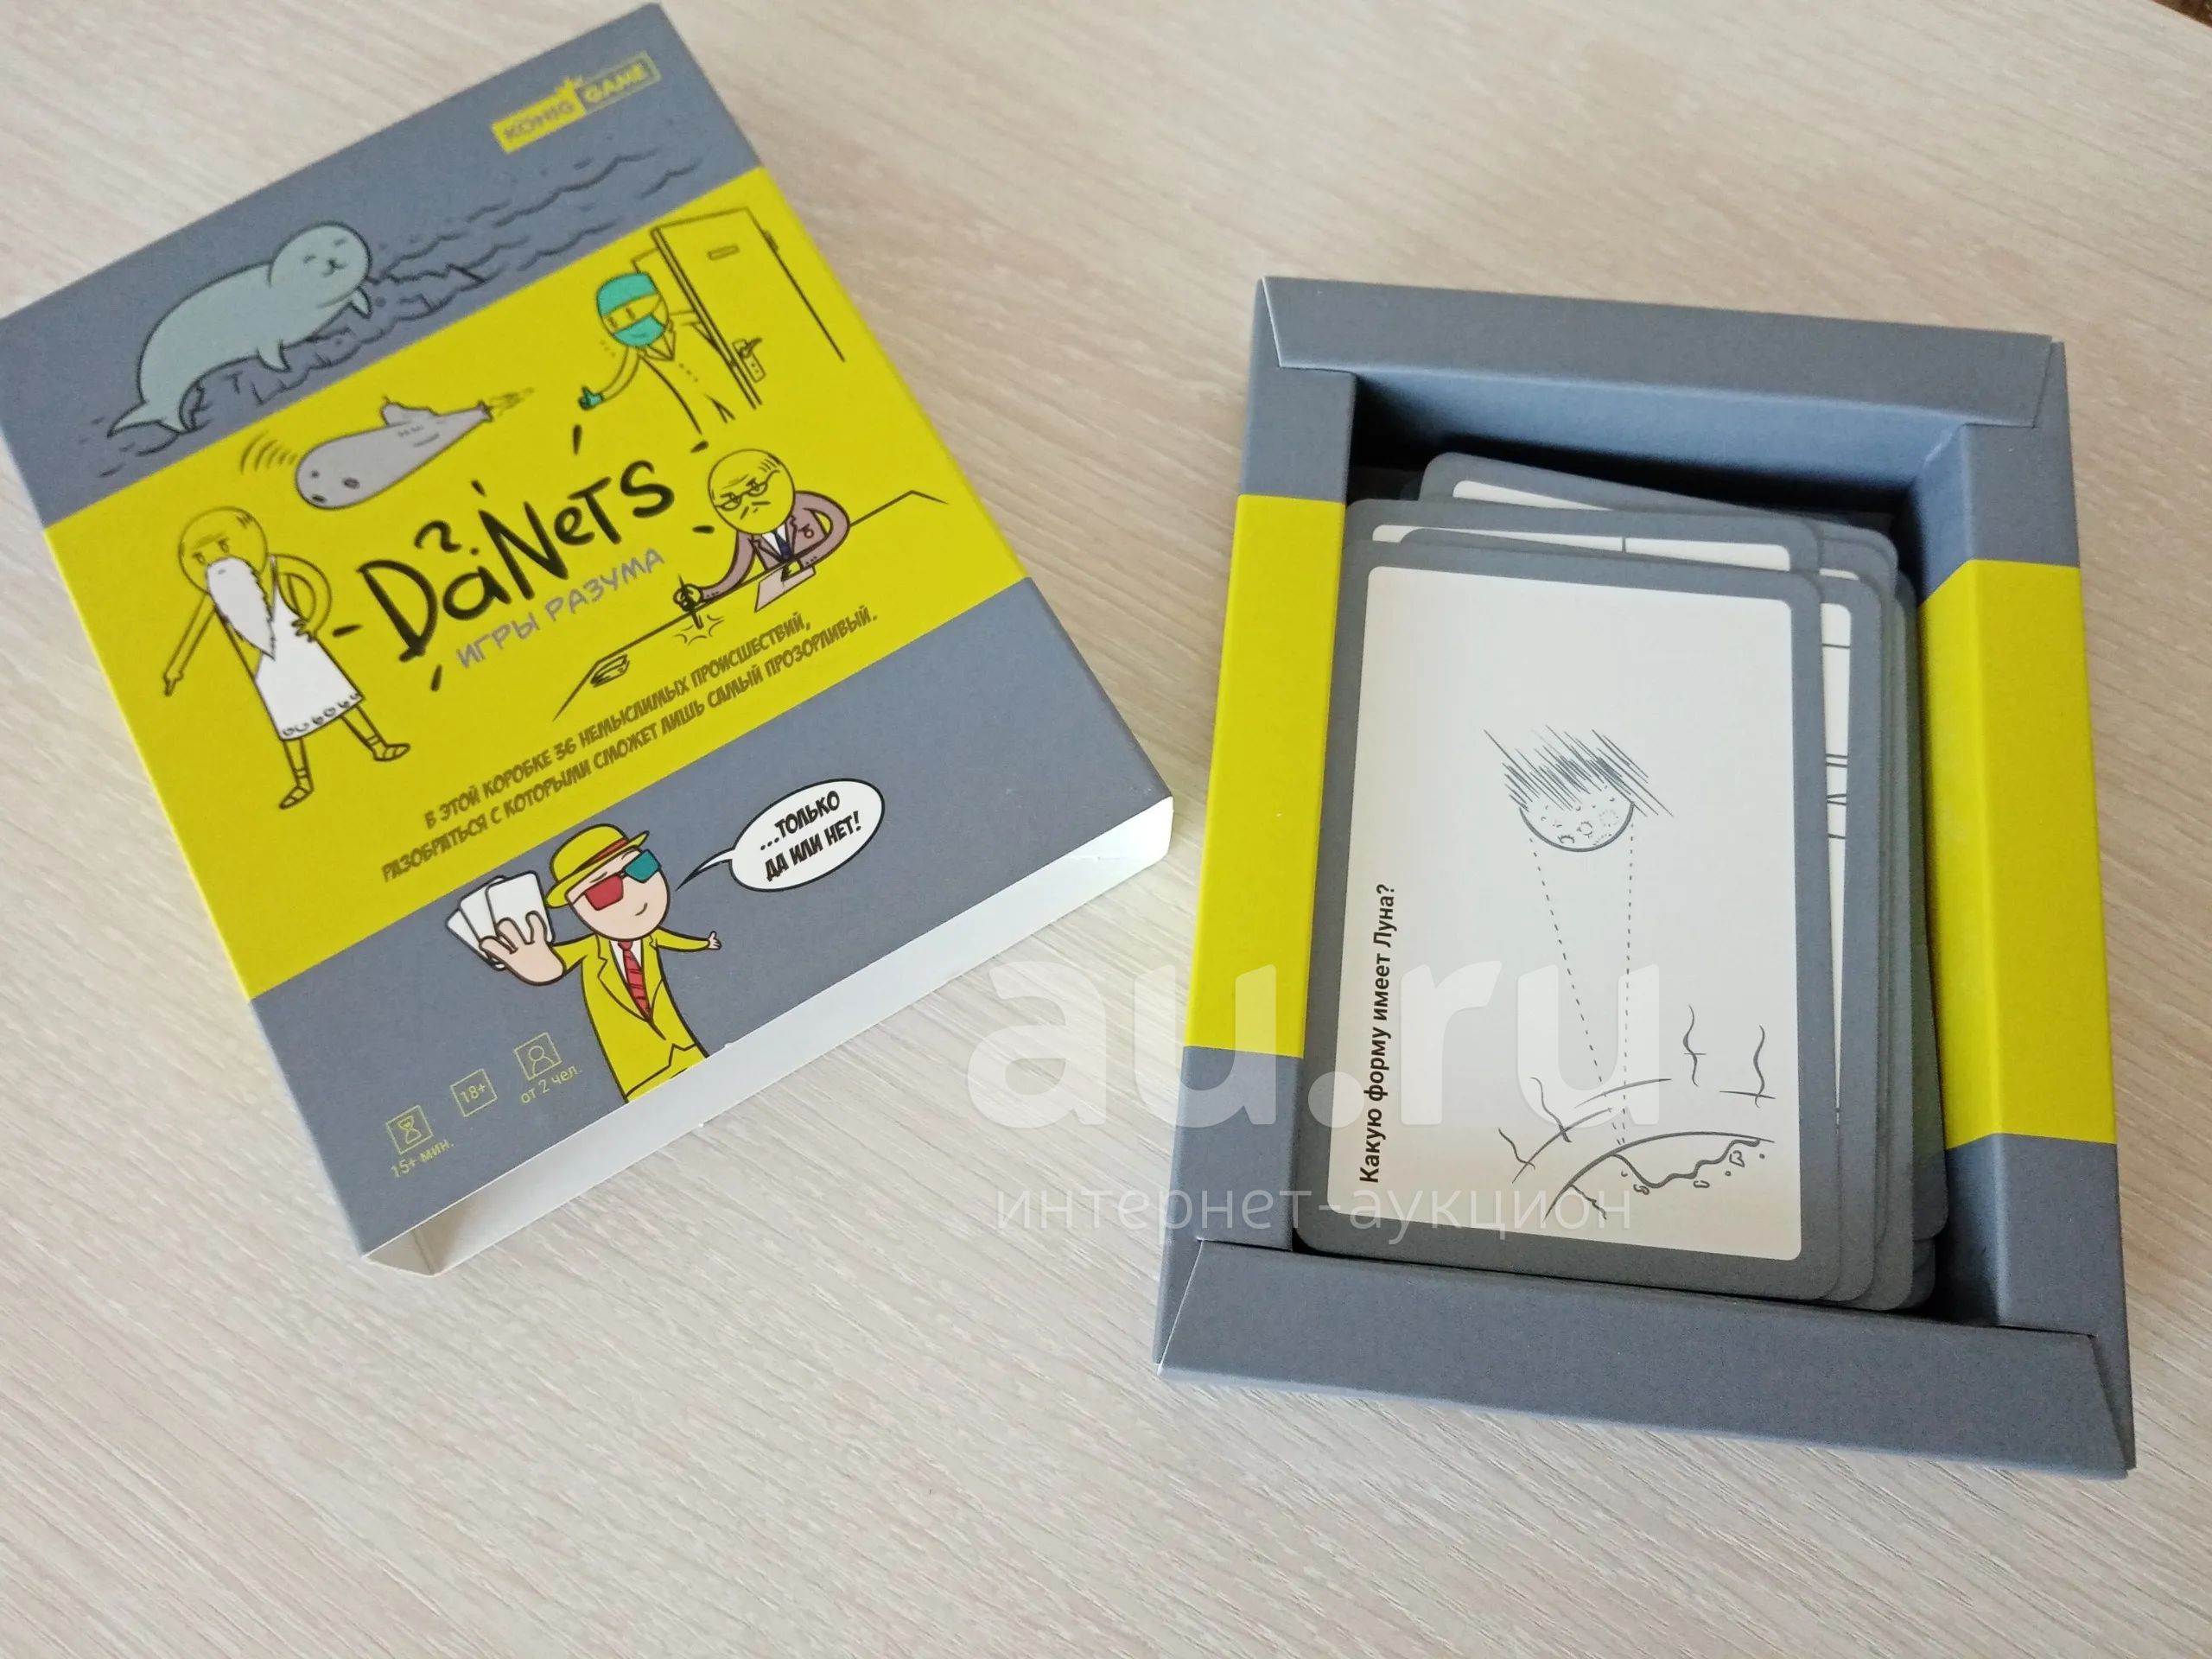 KÖNIG GAME
DaNeTS
ИГРЫ РАЗУМА
В ЭТОЙ КОРОБКЕ 36 НЕМЫСЛИМЫХ ПРОИСШЕСТВИЙ,
РАЗОБРАТЬСЯ С КОТОРЫМИ СМОЖЕТ ЛИШЬ САМЫЙ ПРОЗОРЛИВЫЙ.
...ТОЛЬКО
ДА ИЛИ НЕТ!
15+ мин.
18+
от 2 чел.
Какую форму имеет Луна?
au.ru
интернет-аукцион